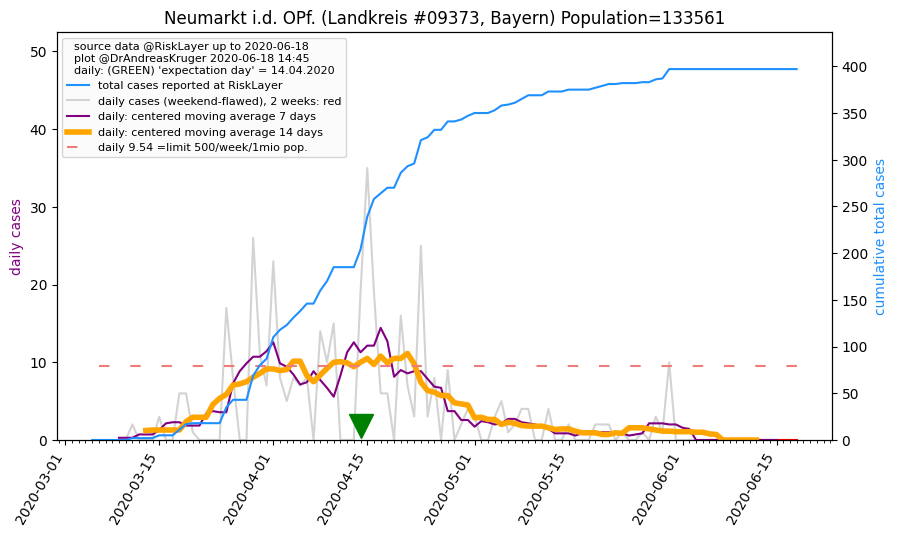 Neumarkt i.d. OPf. (Landkreis #09373, Bayern) Population=133561
source data @RiskLayer up to 2020-06-18
plot @DrAndreasKruger 2020-06-18 14:45
daily: (GREEN) 'expectation day' = 14.04.2020
total cases reported at RiskLayer
daily cases (weekend-flawed), 2 weeks: red
daily: centered moving average 7 days
daily: centered moving average 14 days
daily 9.54 =limit 500/week/1mio pop.
daily cases
50
40
30
20
10
0
cumulative total cases
400
350
300
250
200
150
100
50
0
2020-03-01
2020-03-15
2020-04-01
2020-04-15
2020-05-01
2020-05-15
2020-06-01
2020-06-15